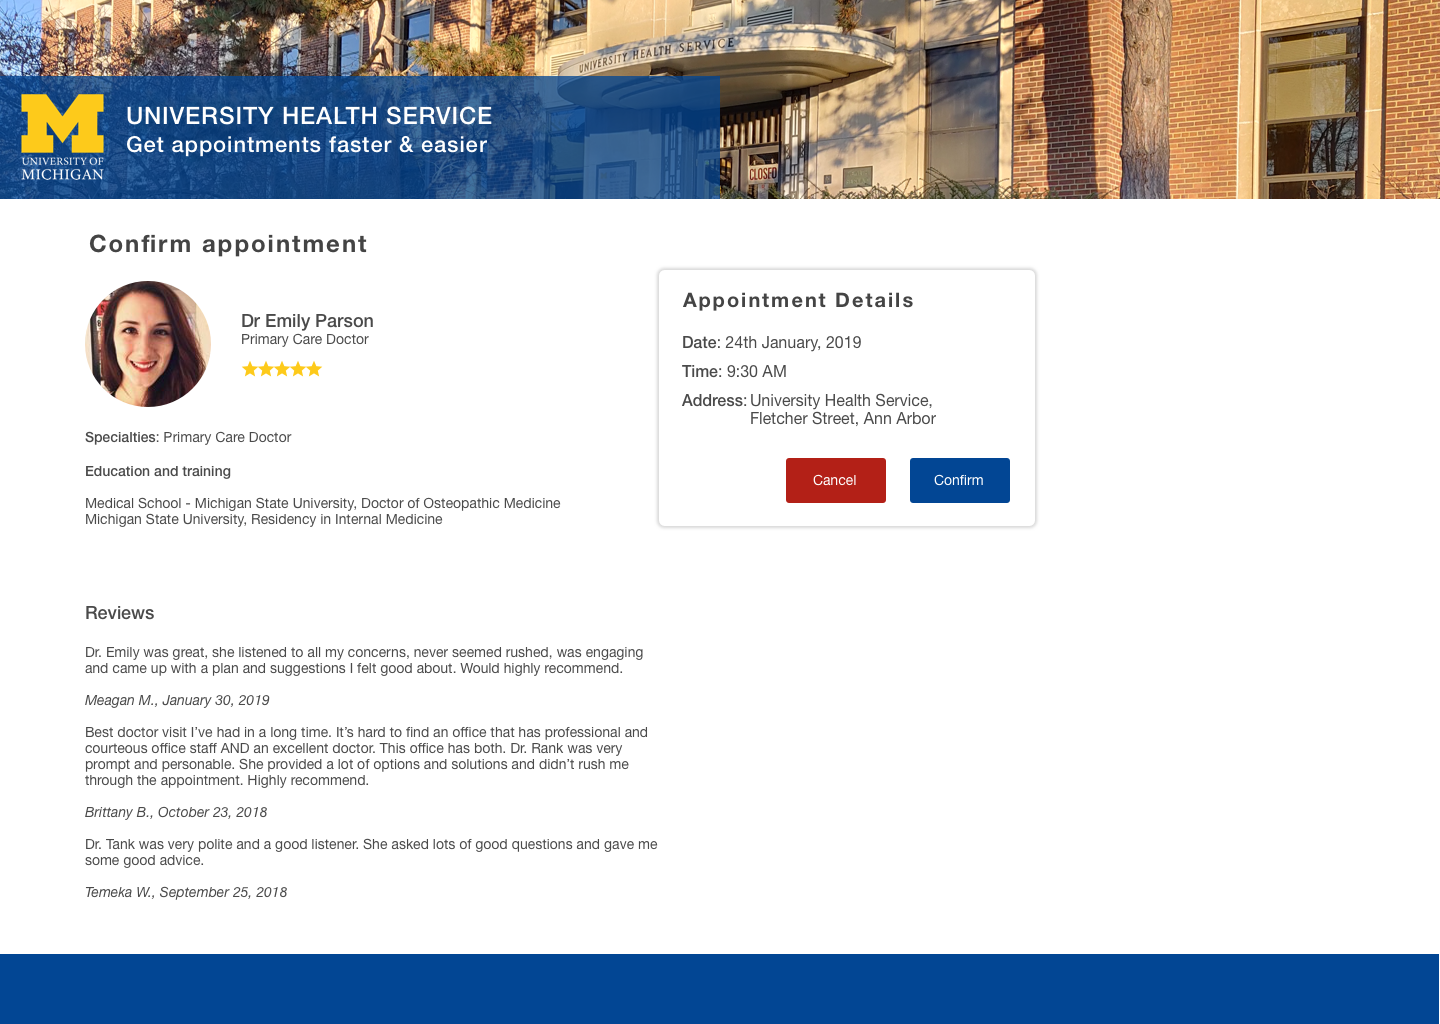 UNIVERSITY HEALTH SERVICE
CLOSED
UNIVERSITY OF
MICHIGAN
UNIVERSITY HEALTH SERVICE
Get appointments faster & easier
Confirm appointment
Dr Emily Parson
Primary Care Doctor
Specialties: Primary Care Doctor
Education and training
Medical School - Michigan State University, Doctor of Osteopathic Medicine
Michigan State University, Residency in Internal Medicine
Appointment Details
Date: 24th January, 2019
Time: 9:30 AM
Address: University Health Service,
Fletcher Street, Ann Arbor
Cancel
Confirm
Reviews
Dr. Emily was great, she listened to all my concerns, never seemed rushed, was engaging
and came up with a plan and suggestions I felt good about. Would highly recommend.
Meagan M., January 30, 2019
Best doctor visit I’ve had in a long time. It’s hard to find an office that has professional and
courteous office staff AND an excellent doctor. This office has both. Dr. Rank was very
prompt and personable. She provided a lot of options and solutions and didn’t rush me
through the appointment. Highly recommend.
Brittany B., October 23, 2018
Dr. Tank was very polite and a good listener. She asked lots of good questions and gave me
some good advice.
Temeka W., September 25, 2018